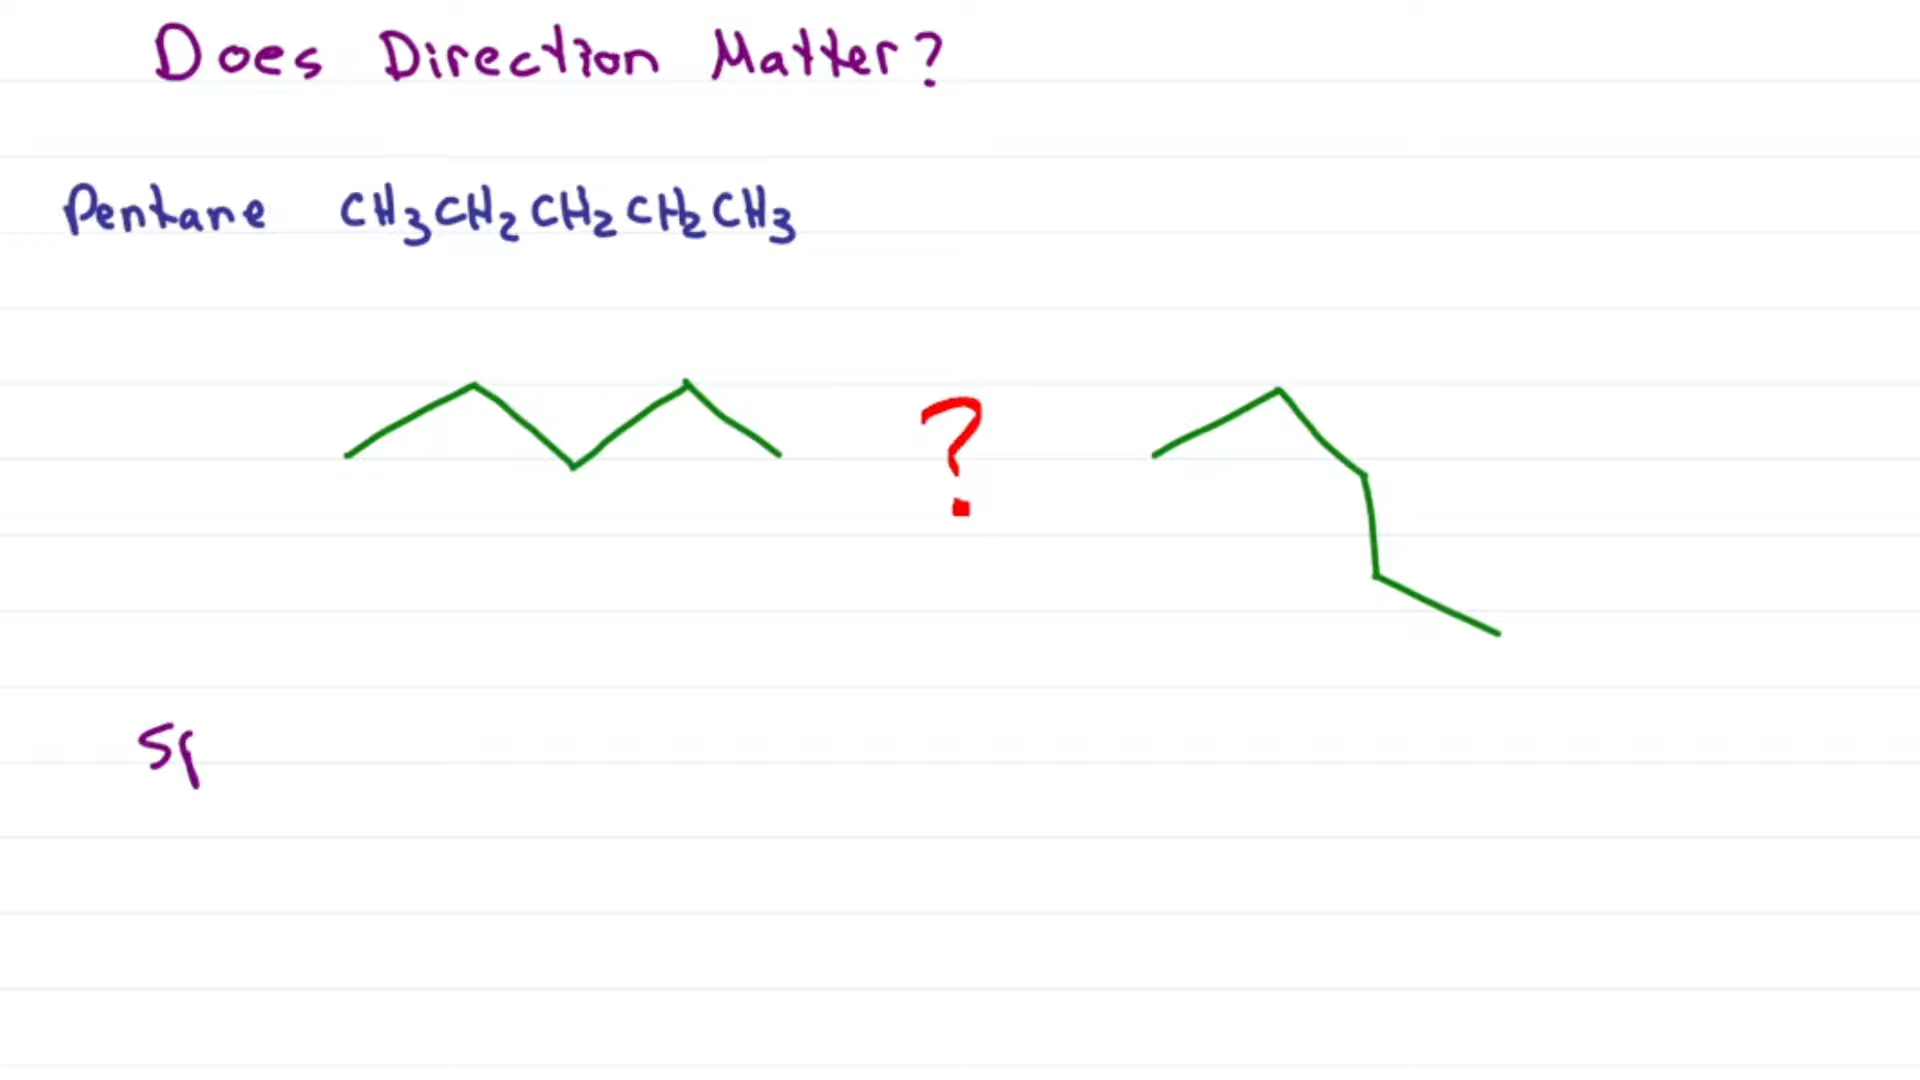 Does Direction Matter?
Pentane CH₃CH₂CH₂CH₂CH₃
?